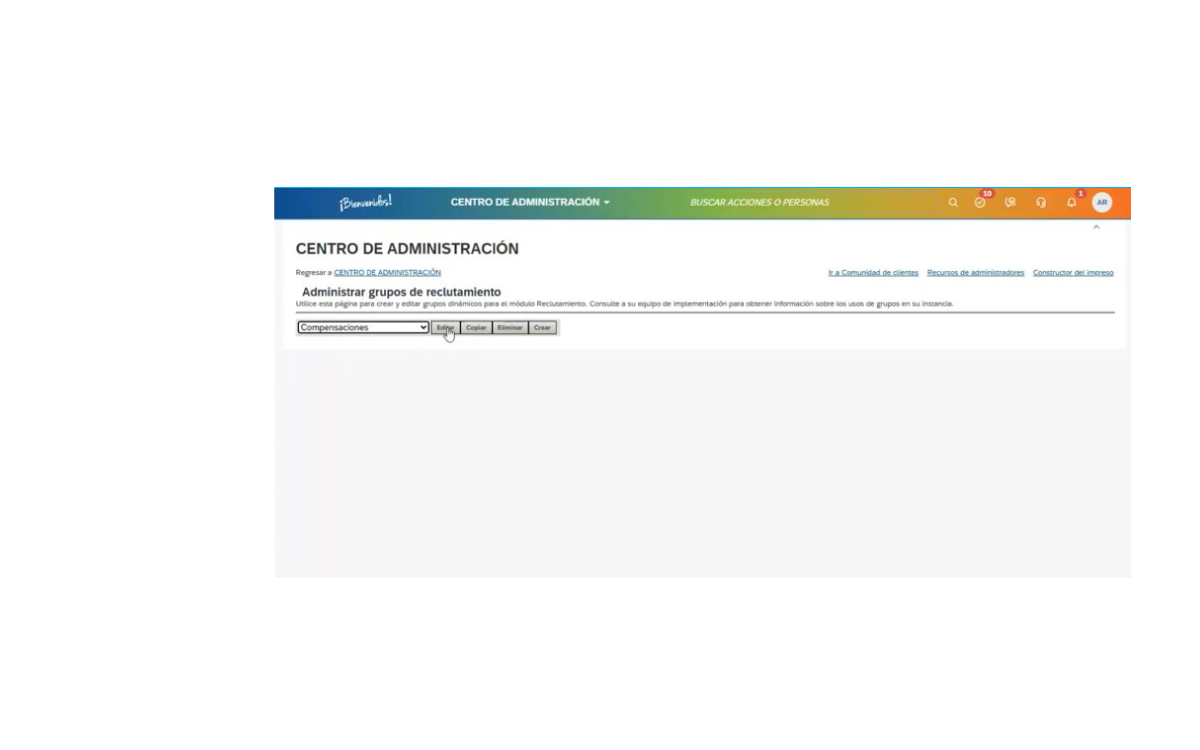 ¡Bienvenidos! CENTRO DE ADMINISTRACIÓN BUSCAR ACCIONES O PERSONAS 10 1 AR
CENTRO DE ADMINISTRACIÓN
Regresar a CENTRO DE ADMINISTRACIÓN Ir a Comunidad de clientes Recursos de administradores Constructor del impreso
Administrar grupos de reclutamiento
Utilice esta página para crear y editar grupos dinámicos para el módulo Reclutamiento. Consulte a su equipo de implementación para obtener información sobre los usos de grupos en su instancia.
Compensaciones Editar Copiar Eliminar Crear